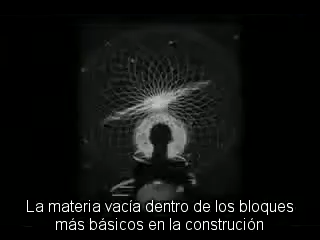 La materia vacía dentro de los bloques
más básicos en la construción